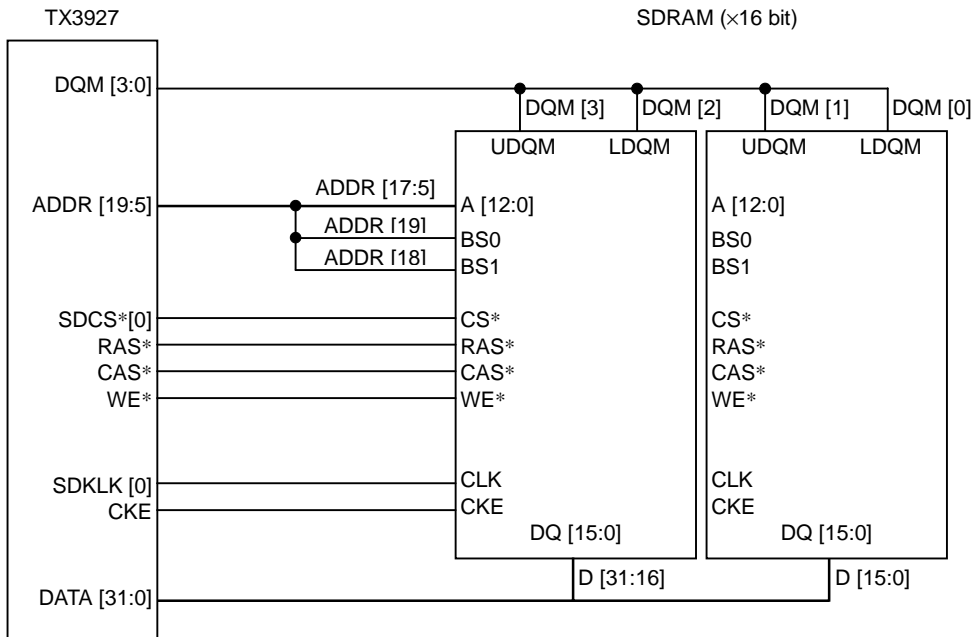 TX3927
SDRAM (×16 bit)
DQM [3:0]
DQM [3]
DQM [2]
DQM [1]
DQM [0]
UDQM
LDQM
UDQM
LDQM
ADDR [19:5]
ADDR [17:5]
ADDR [19]
ADDR [18]
A [12:0]
BS0
BS1
A [12:0]
BS0
BS1
SDCS*[0]
RAS*
CAS*
WE*
CS*
RAS*
CAS*
WE*
CS*
RAS*
CAS*
WE*
SDKLK [0]
CKE
CLK
CKE
CLK
CKE
DQ [15:0]
DQ [15:0]
D [31:16]
D [15:0]
DATA [31:0]